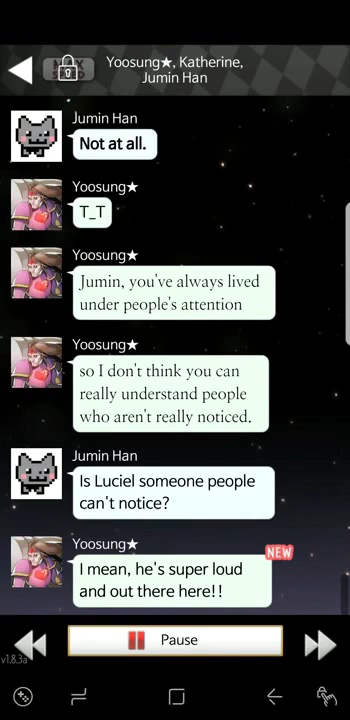 Yoosung★, Katherine,
Jumin Han
Jumin Han
Not at all.
Yoosung★
T_T
Yoosung★
Jumin, you've always lived
under people's attention
Yoosung★
so I don't think you can
really understand people
who aren't really noticed.
Jumin Han
Is Luciel someone people
can't notice?
Yoosung★
NEW
I mean, he's super loud
and out there here!!
Pause
v1.8.3a